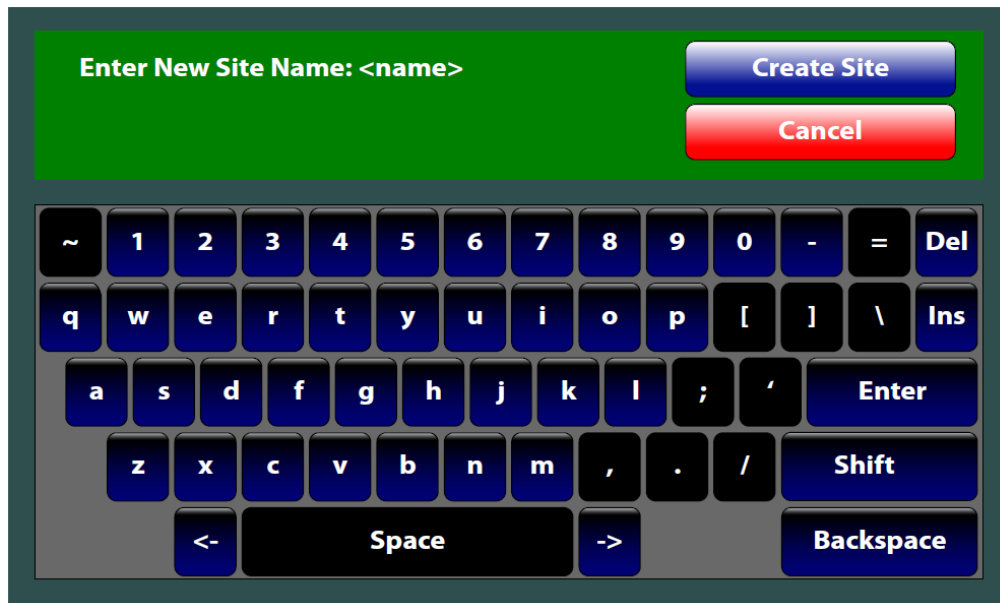 Enter New Site Name: <name>
Create Site
Cancel
~ 1 2 3 4 5 6 7 8 9 0 - = Del
q w e r t y u i o p [ ] \ Ins
a s d f g h j k l ; ‘ Enter
z x c v b n m , . / Shift
<- Space -> Backspace